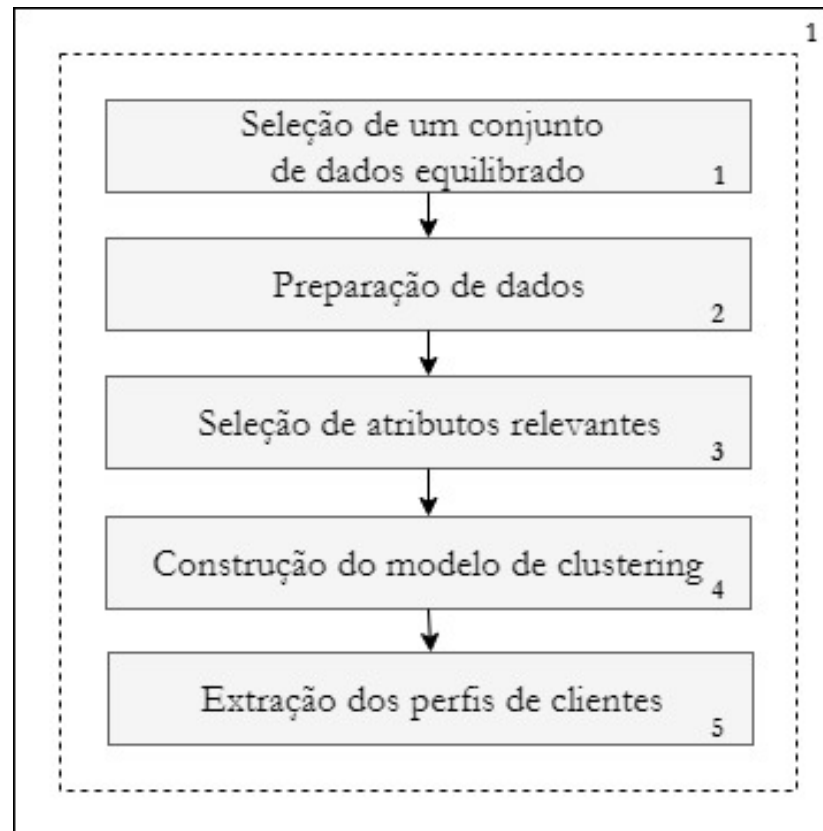 1
Seleção de um conjunto
de dados equilibrado
1
Preparação de dados
2
Seleção de atributos relevantes
3
Construção do modelo de clustering
4
Extração dos perfis de clientes
5